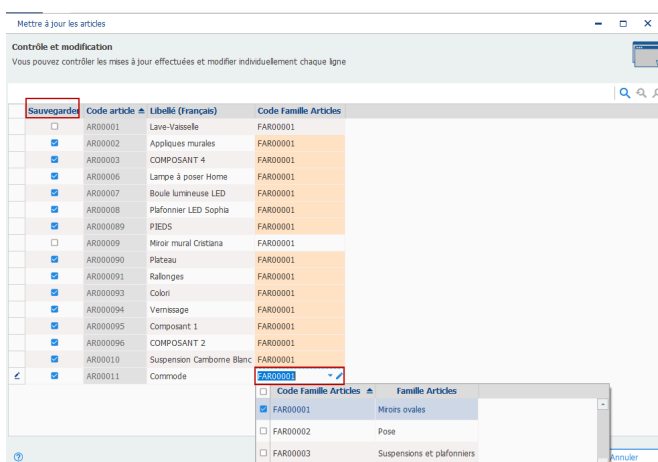 Mettre à jour les articles
Contrôle et modification
Vous pouvez contrôler les mises à jour effectuées et modifier individuellement chaque ligne
Sauvegarder Code article Libellé (Français) Code Famille Articles
AR00001 Lave-Vaisselle FAR00001
AR00002 Appliques murales FAR00001
AR00003 COMPOSANT 4 FAR00001
AR00006 Lampe à poser Home FAR00001
AR00007 Boule lumineuse LED FAR00001
AR00008 Plafonnier LED Sophia FAR00001
AR000089 PIEDS FAR00001
AR00009 Miroir mural Cristiana FAR00001
AR000090 Plateau FAR00001
AR000091 Rallonges FAR00001
AR000093 Colori FAR00001
AR000094 Vernissage FAR00001
AR000095 Composant 1 FAR00001
AR000096 COMPOSANT 2 FAR00001
AR00010 Suspension Camborne Blanc FAR00001
AR00011 Commode FAR00001
Code Famille Articles Famille Articles
FAR00001 Miroirs ovales
FAR00002 Pose
FAR00003 Suspensions et plafonniers
Annuler